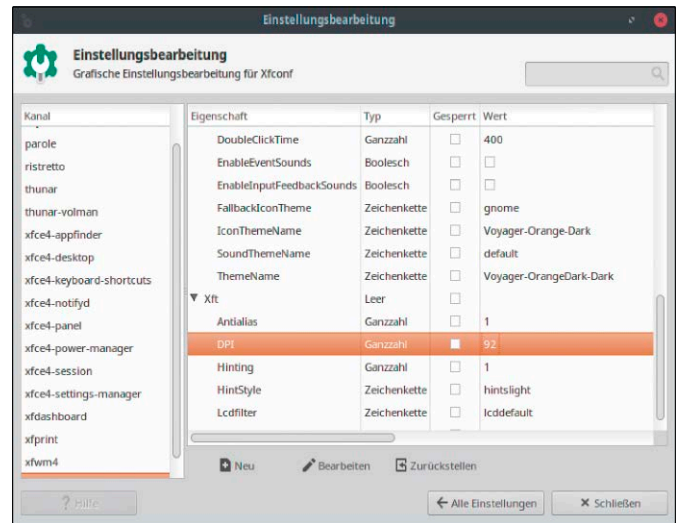 Einstellungsbearbeitung
Einstellungsbearbeitung
Grafische Einstellungsbearbeitung für Xfconf
Kanal
parole
ristretto
thunar
thunar-volman
xfce4-appfinder
xfce4-desktop
xfce4-keyboard-shortcuts
xfce4-notifyd
xfce4-panel
xfce4-power-manager
xfce4-session
xfce4-settings-manager
xfdashboard
xfprint
xfwm4
Eigenschaft Typ Gesperrt Wert
DoubleClickTime Ganzzahl 400
EnableEventSounds Boolesch
EnableInputFeedbackSounds Boolesch
FallbackIconTheme Zeichenkette gnome
IconThemeName Zeichenkette Voyager-Orange-Dark
SoundThemeName Zeichenkette default
ThemeName Zeichenkette Voyager-OrangeDark-Dark
Xft Leer
Antialias Ganzzahl 1
DPI Ganzzahl 92
Hinting Ganzzahl 1
HintStyle Zeichenkette hintslight
Lcdfilter Zeichenkette lcddefault
Neu Bearbeiten Zurückstellen
? Hilfe Alle Einstellungen Schließen